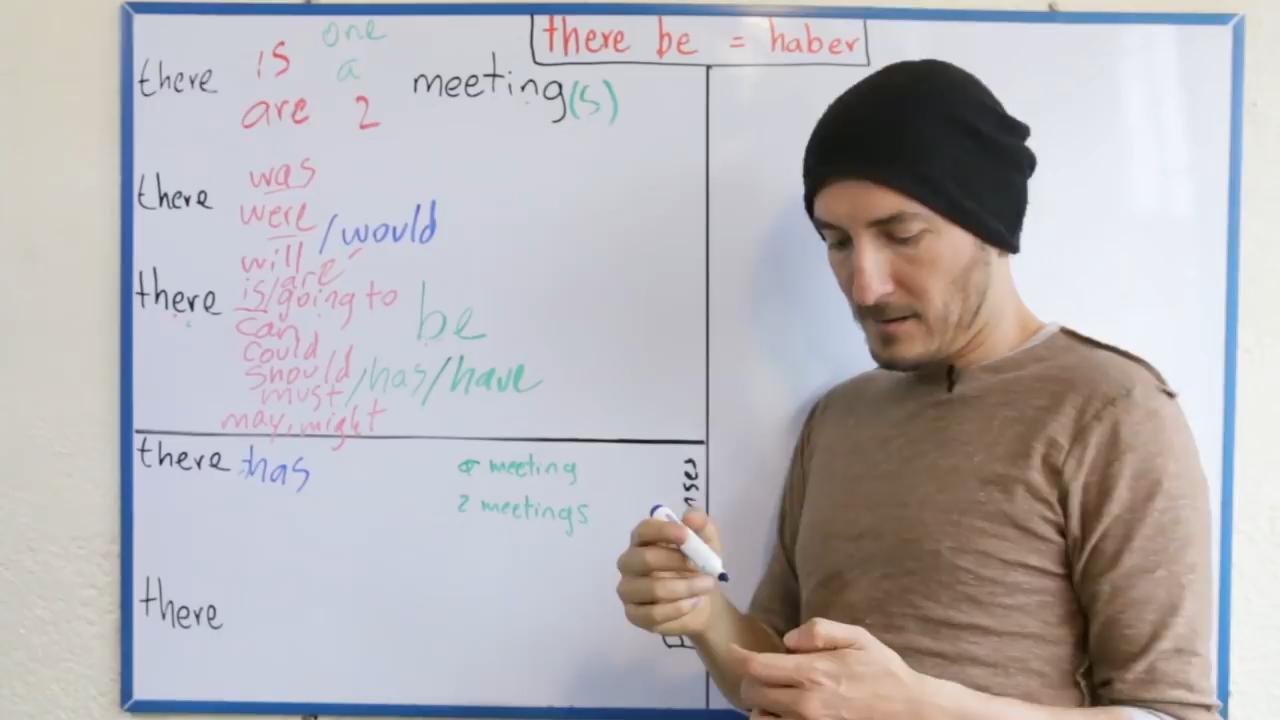 there be = haber
one
there is a meeting(s)
are 2
there was
were
will /would
are
there is/going to be
can
could
should /has/have
must
may, might
there has a meeting
2 meetings
there